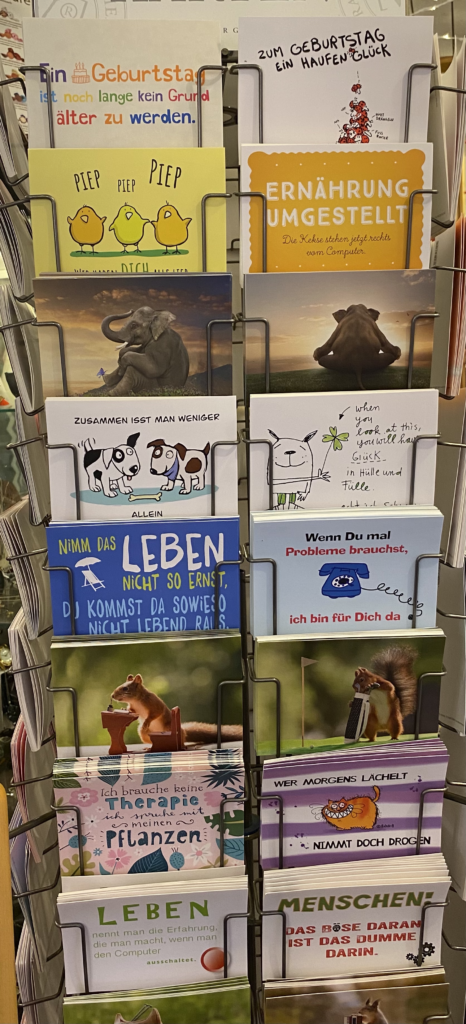 Ein Geburtstag
ist noch lange kein Grund
älter zu werden.
ZUM GEBURTSTAG
EIN HAUFEN GLÜCK
PIEP PIEP PIEP
DICH
ERNÄHRUNG
UMGESTELLT
Die Kekse stehen jetzt rechts
vom Computer.
ZUSAMMEN ISST MAN WENIGER
ALLEIN
when
you
look at this,
you will hav
GLÜCK
in Hülle und
Fülle.
NIMM DAS LEBEN
NICHT SO ERNST,
DU KOMMST DA SOWIESO
NICHT LEBEND RAUS.
Wenn Du mal
Probleme brauchst,
ich bin für Dich da
Ich brauche keine
Therapie
ich spreche mit
meinen
Pflanzen
WER MORGENS LÄCHELT
NIMMT DOCH DROGEN
LEBEN
nennt man die Erfahrung,
die man macht, wenn man
den Computer
ausschaltet.
MENSCHEN!
DAS BÖSE DARAN
IST DAS DUMME
DARIN.